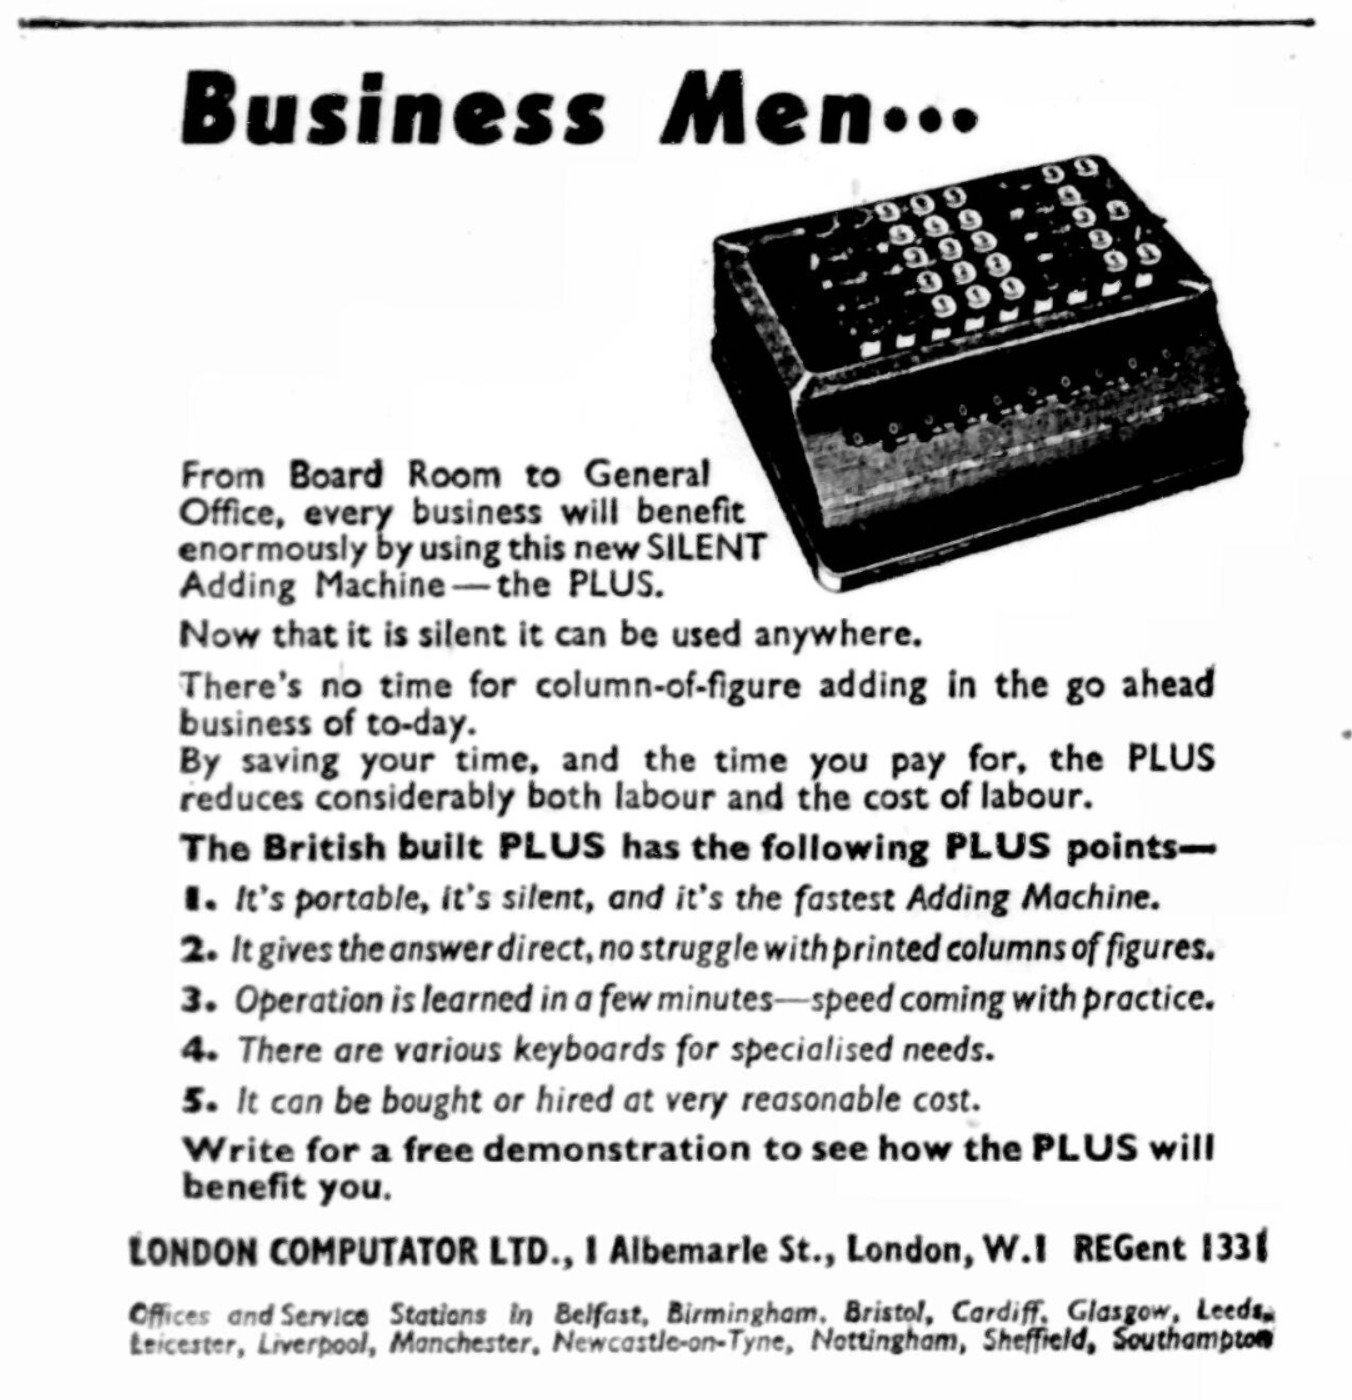 Business Men...
From Board Room to General
Office, every business will benefit
enormously by using this new SILENT
Adding Machine — the PLUS.
Now that it is silent it can be used anywhere.
There's no time for column-of-figure adding in the go ahead
business of to-day.
By saving your time, and the time you pay for, the PLUS
reduces considerably both labour and the cost of labour.
The British built PLUS has the following PLUS points—
1. It's portable, it's silent, and it's the fastest Adding Machine.
2. It gives the answer direct, no struggle with printed columns of figures.
3. Operation is learned in a few minutes—speed coming with practice.
4. There are various keyboards for specialised needs.
5. It can be bought or hired at very reasonable cost.
Write for a free demonstration to see how the PLUS will
benefit you.
LONDON COMPUTATOR LTD., 1 Albemarle St., London, W.1 REGent 1331
Offices and Service Stations in Belfast, Birmingham, Bristol, Cardiff, Glasgow, Leeds,
Leicester, Liverpool, Manchester, Newcastle-on-Tyne, Nottingham, Sheffield, Southampton